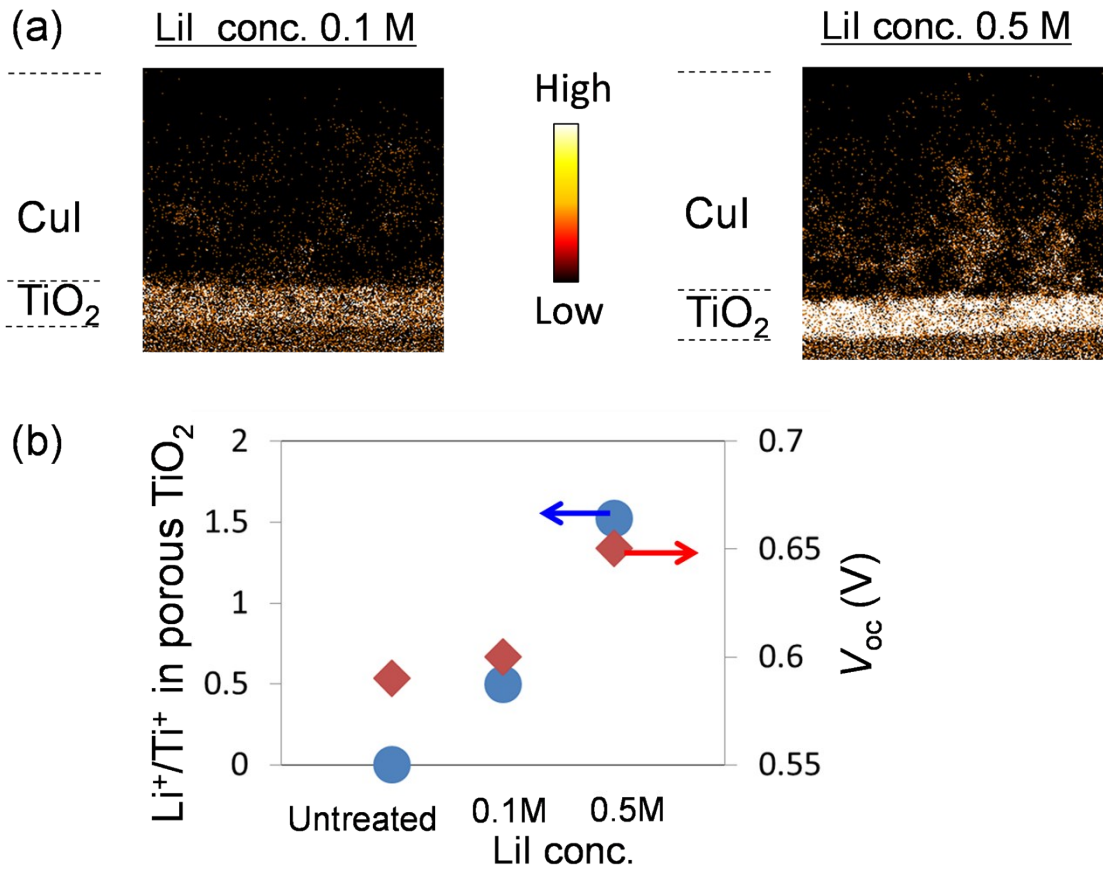 (a)
LiI conc. 0.1 M
LiI conc. 0.5 M
High
Low
CuI
TiO₂
CuI
TiO₂
(b)
Li⁺/Ti⁺ in porous TiO₂
2
1.5
1
0.5
0
0.7
0.65
0.6
0.55
V_oc (V)
Untreated
0.1M
0.5M
LiI conc.